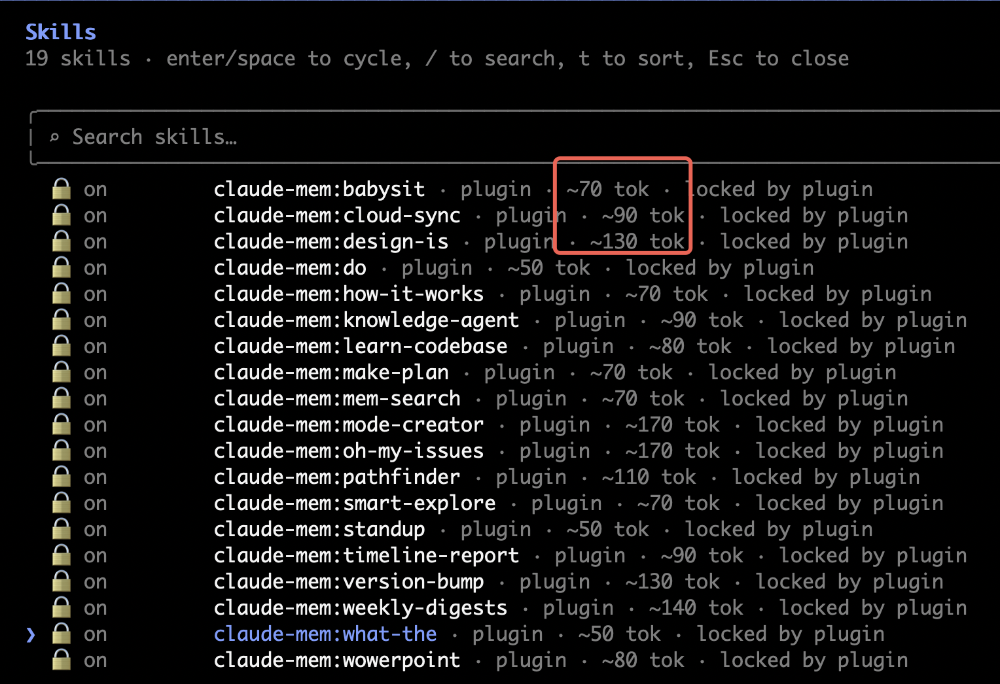 Skills
19 skills · enter/space to cycle, / to search, t to sort, Esc to close
⌕ Search skills…
🔒 on claude-mem:babysit · plugin · ~70 tok · locked by plugin
🔒 on claude-mem:cloud-sync · plugin · ~90 tok · locked by plugin
🔒 on claude-mem:design-is · plugin · ~130 tok · locked by plugin
🔒 on claude-mem:do · plugin · ~50 tok · locked by plugin
🔒 on claude-mem:how-it-works · plugin · ~70 tok · locked by plugin
🔒 on claude-mem:knowledge-agent · plugin · ~90 tok · locked by plugin
🔒 on claude-mem:learn-codebase · plugin · ~80 tok · locked by plugin
🔒 on claude-mem:make-plan · plugin · ~70 tok · locked by plugin
🔒 on claude-mem:mem-search · plugin · ~70 tok · locked by plugin
🔒 on claude-mem:mode-creator · plugin · ~170 tok · locked by plugin
🔒 on claude-mem:oh-my-issues · plugin · ~170 tok · locked by plugin
🔒 on claude-mem:pathfinder · plugin · ~110 tok · locked by plugin
🔒 on claude-mem:smart-explore · plugin · ~70 tok · locked by plugin
🔒 on claude-mem:standup · plugin · ~50 tok · locked by plugin
🔒 on claude-mem:timeline-report · plugin · ~90 tok · locked by plugin
🔒 on claude-mem:version-bump · plugin · ~130 tok · locked by plugin
🔒 on claude-mem:weekly-digests · plugin · ~140 tok · locked by plugin
❯ 🔒 on claude-mem:what-the · plugin · ~50 tok · locked by plugin
🔒 on claude-mem:wowerpoint · plugin · ~80 tok · locked by plugin